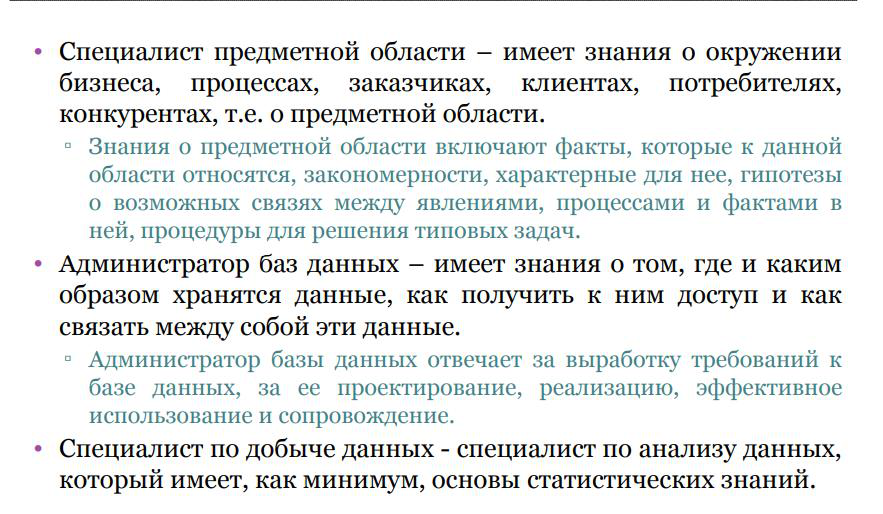 • Специалист предметной области – имеет знания о окружении
бизнеса, процессах, заказчиках, клиентах, потребителях,
конкурентах, т.е. о предметной области.
▫ Знания о предметной области включают факты, которые к данной
области относятся, закономерности, характерные для нее, гипотезы
о возможных связях между явлениями, процессами и фактами в
ней, процедуры для решения типовых задач.
• Администратор баз данных – имеет знания о том, где и каким
образом хранятся данные, как получить к ним доступ и как
связать между собой эти данные.
▫ Администратор базы данных отвечает за выработку требований к
базе данных, за ее проектирование, реализацию, эффективное
использование и сопровождение.
• Специалист по добыче данных - специалист по анализу данных,
который имеет, как минимум, основы статистических знаний.